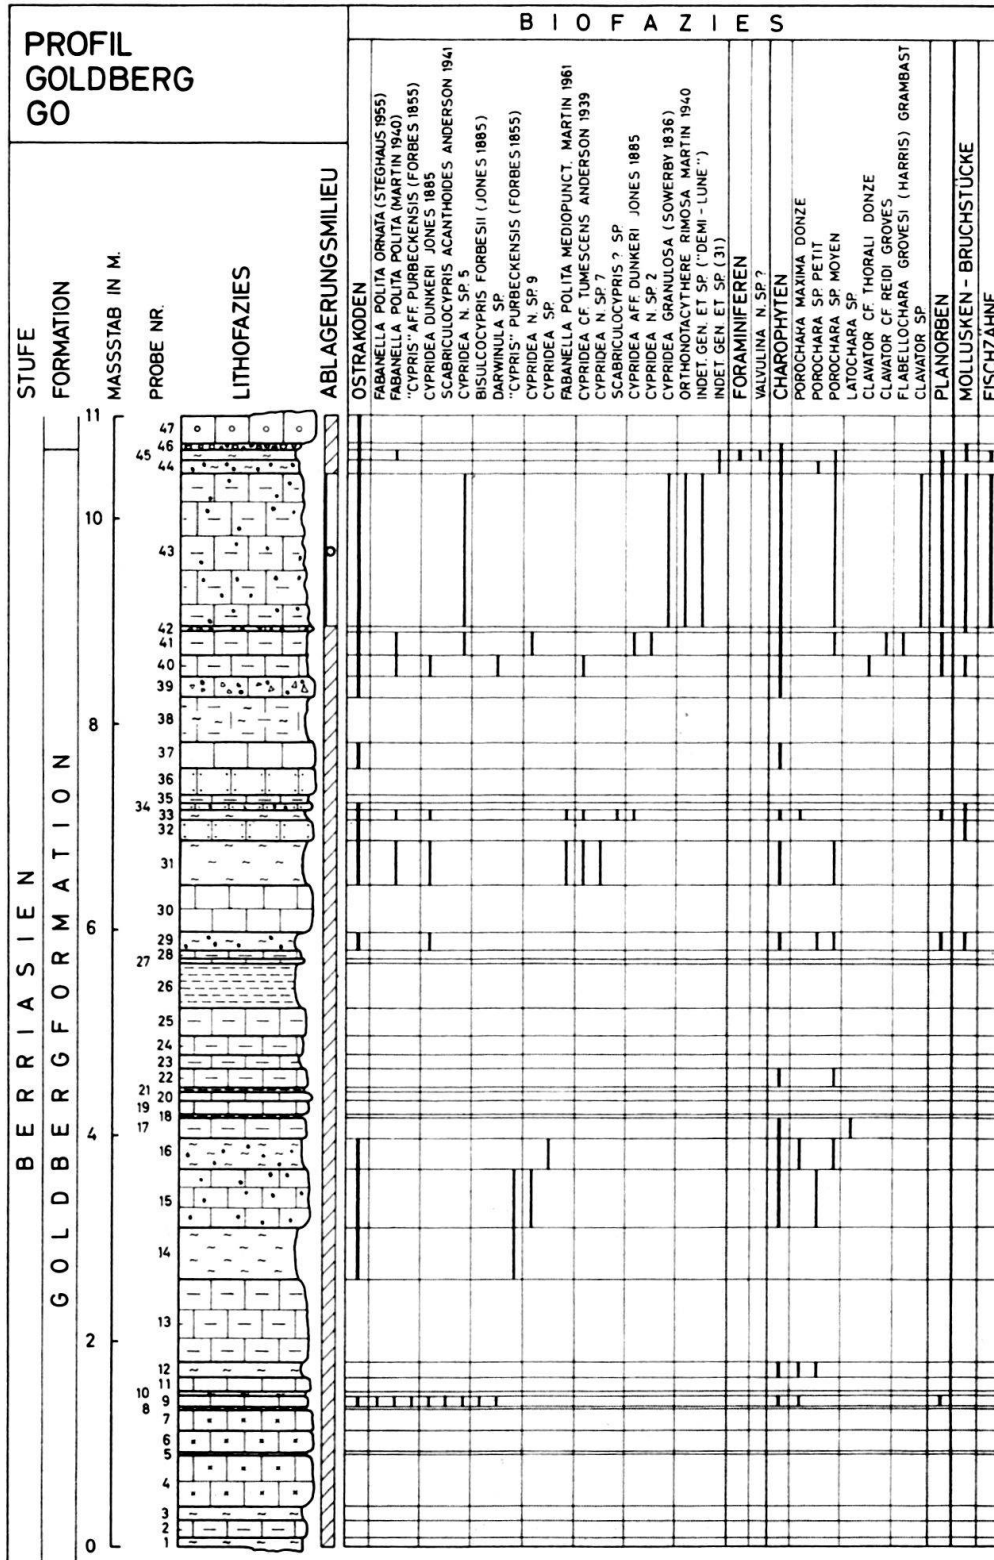 PROFIL
GOLDBERG
GO
BIOFAZIES
STUFE
FORMATION
MASSSTAB IN M.
PROBE NR.
LITHOFAZIES
ABLAGERUNGSMILIEU
OSTRAKODEN
FABANELLA POLITA ORNATA (STEGHAUS 1955)
FABANELLA POLITA POLITA (MARTIN 1940)
"CYPRIS" AFF. PURBECKENSIS (FORBES 1855)
CYPRIDEA DUNKERI JONES 1885
SCABRICULOCYPRIS ACANTHOIDES ANDERSON 1941
CYPRIDEA N. SP. 5
BISULCOCYPRIS FORBESII (JONES 1885)
DARWINULA SP.
"CYPRIS" PURBECKENSIS (FORBES 1855)
CYPRIDEA N. SP. 9
CYPRIDEA SP.
FABANELLA POLITA MEDIOPUNCT. MARTIN 1961
CYPRIDEA CF. TUMESCENS ANDERSON 1939
CYPRIDEA N. SP. 7
SCABRICULOCYPRIS ? SP.
CYPRIDEA AFF. DUNKERI JONES 1885
CYPRIDEA N. SP. 2
CYPRIDEA GRANULOSA (SOWERBY 1836)
ORTHONOTACYTHERE RIMOSA MARTIN 1940
INDET. GEN. ET SP. ("DEMI-LUNE")
INDET GEN. ET SP. (31)
FORAMINIFEREN
VALVULINA N. SP. ?
CHAROPHYTEN
POROCHARA MAXIMA DONZE
POROCHARA SP. PETIT
POROCHARA SP. MOYEN
LATOCHARA SP.
CLAVATOR CF. THORALI DONZE
CLAVATOR CF REIDI GROVES
FLABELLOCHARA GROVESI (HARRIS) GRAMBAST
CLAVATOR SP
PLANORBEN
MOLLUSKEN - BRUCHSTÜCKE
FISCHZÄHNE
BERRIASIEN
GOLDBERGFORMATION
11
10
8
6
4
2
0
47
46
45
44
43
42
41
40
39
38
37
36
35
34
33
32
31
30
29
28
27
26
25
24
23
22
21
20
19
18
17
16
15
14
13
12
11
10
9
8
7
6
5
4
3
2
1